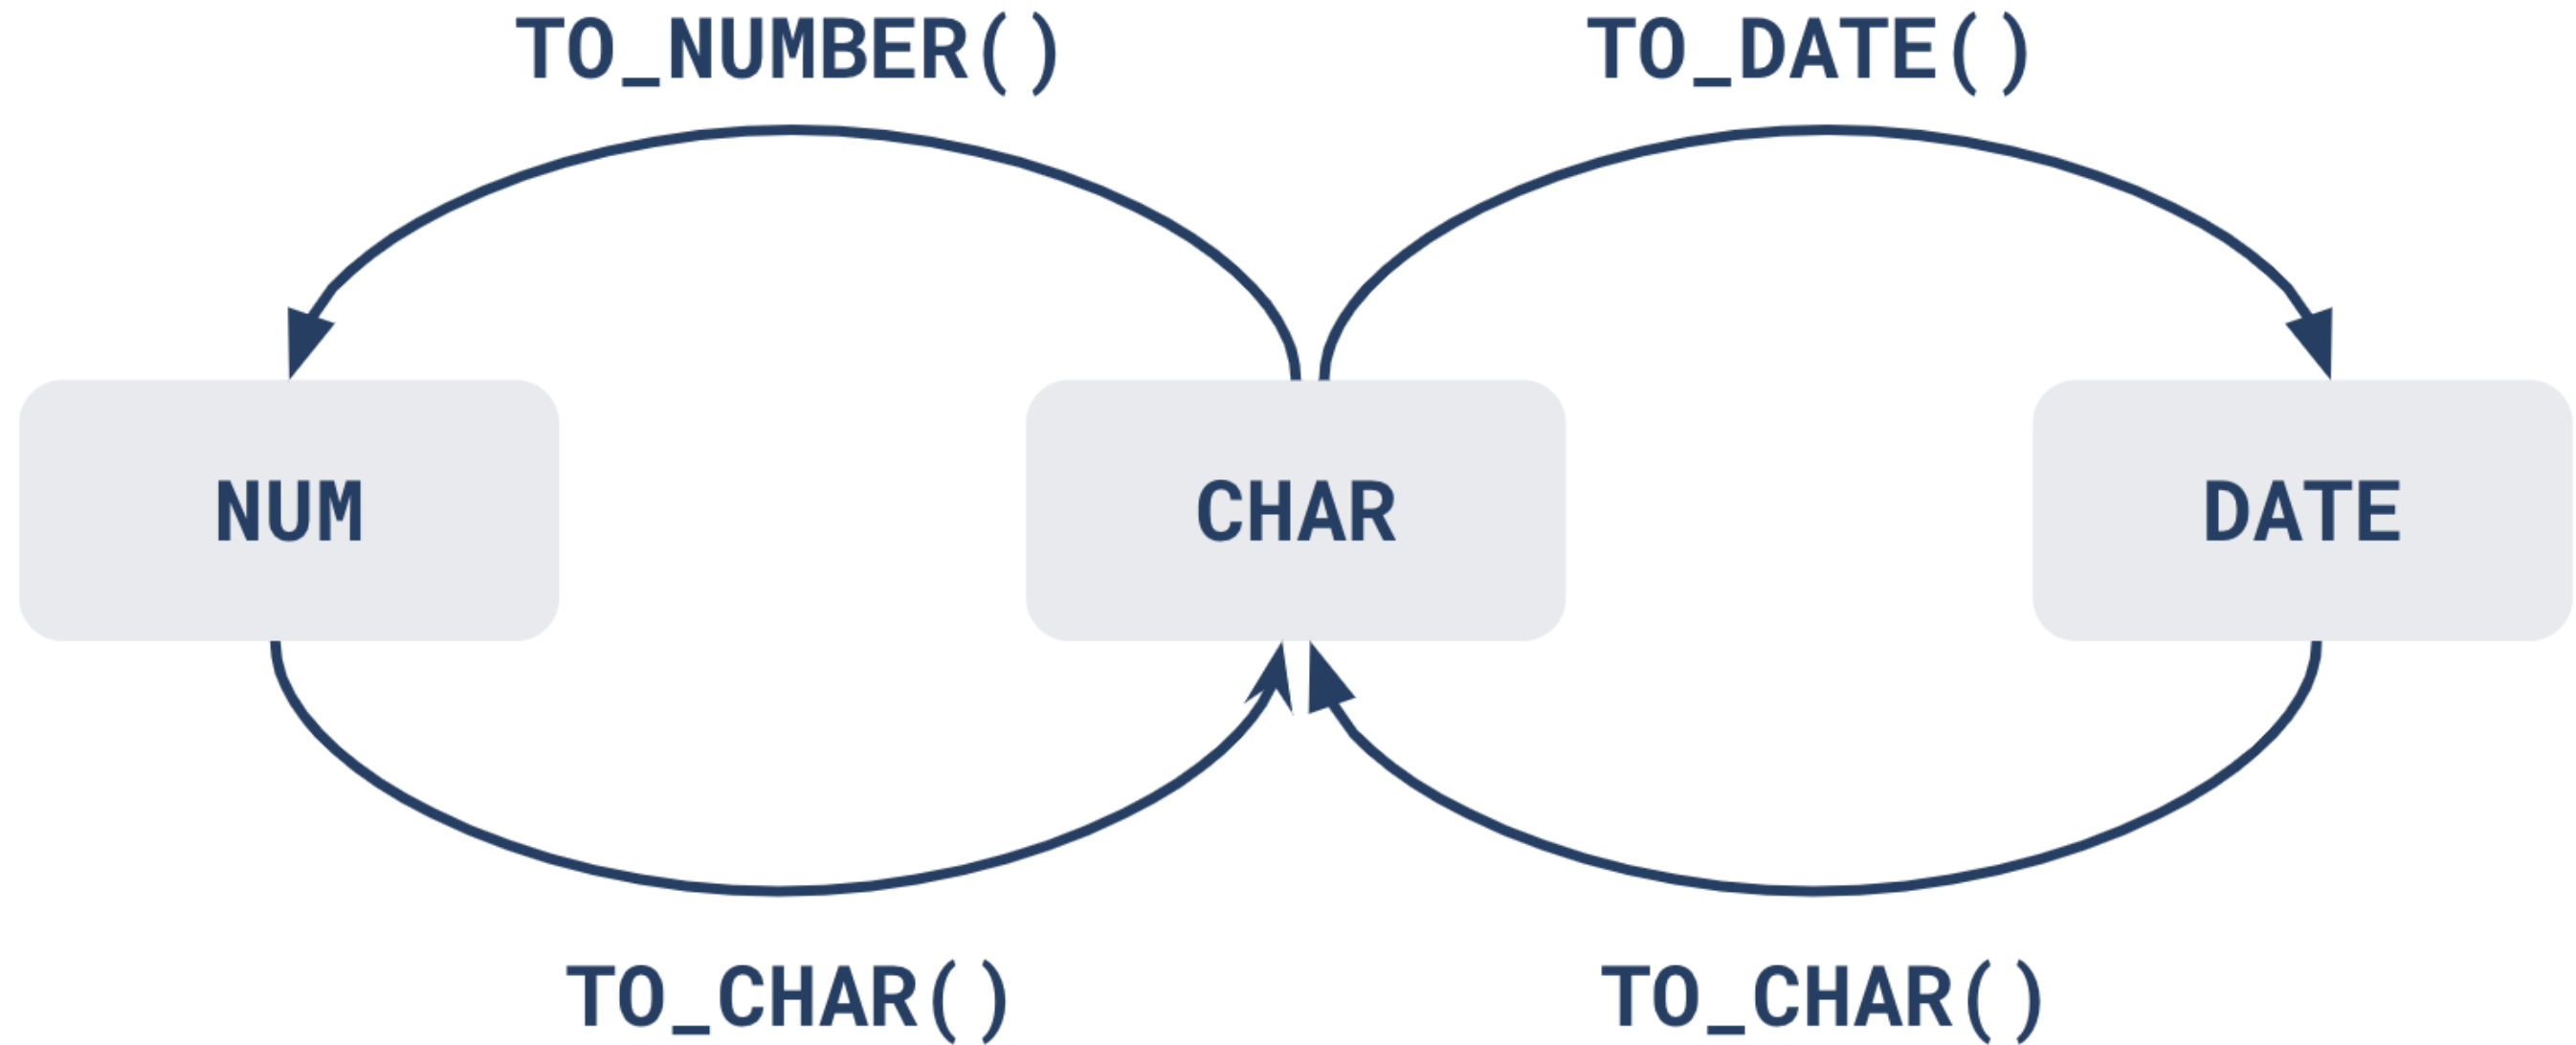 TO_NUMBER()
TO_DATE()
NUM
CHAR
DATE
TO_CHAR()
TO_CHAR()